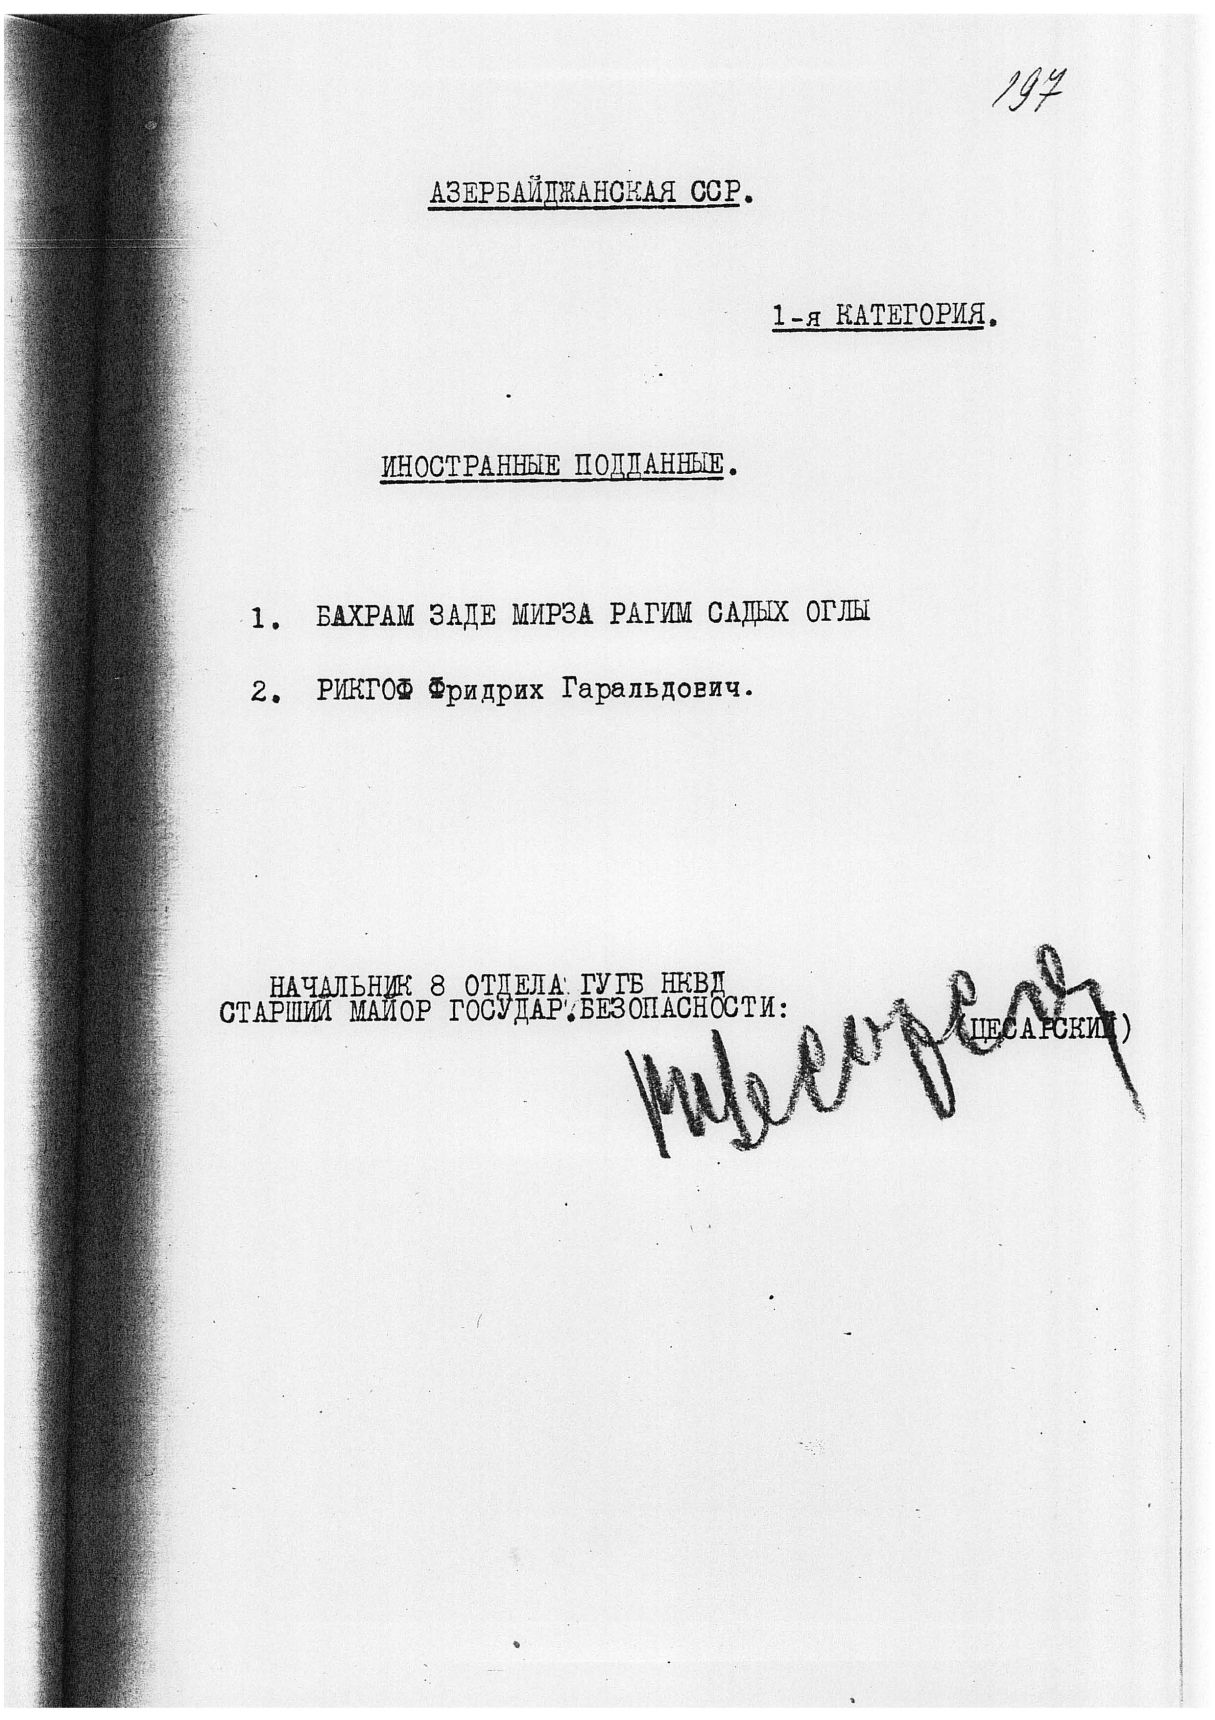 197
АЗЕРБАЙДЖАНСКАЯ ССР.
1-я КАТЕГОРИЯ.
ИНОСТРАННЫЕ ПОДДАННЫЕ.
1. БАХРАМ ЗАДЕ МИРЗА РАГИМ САДЫХ ОГЛЫ
2. РИКГОФ Фридрих Гаральдович.
НАЧАЛЬНИК 8 ОТДЕЛА ГУГБ НКВД
СТАРШИЙ МАЙОР ГОСУДАР.БЕЗОПАСНОСТИ:
(ЦЕСАРСКИЙ)